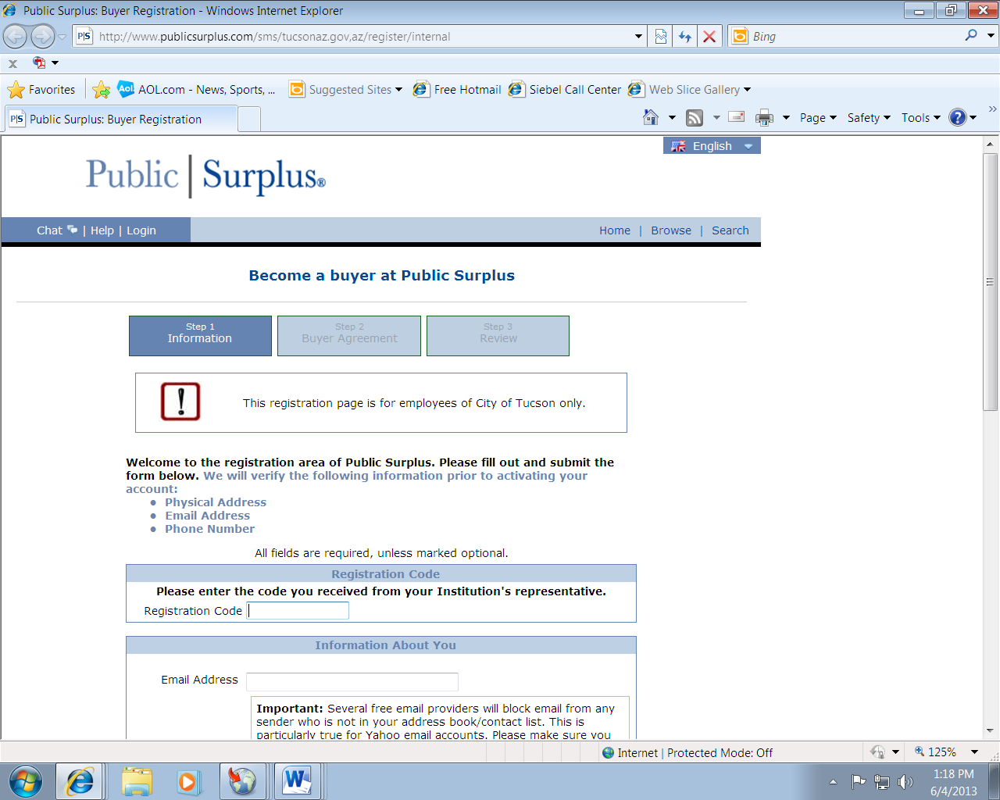 Public Surplus: Buyer Registration - Windows Internet Explorer
P|S http://www.publicsurplus.com/sms/tucsonaz.gov,az/register/internal
Bing
x
Favorites
Aol. AOL.com - News, Sports, ...
Suggested Sites
Free Hotmail
Siebel Call Center
Web Slice Gallery
P|S Public Surplus: Buyer Registration
Page
Safety
Tools
?
»
English
Public | Surplus®
Chat | Help | Login
Home | Browse | Search
Become a buyer at Public Surplus
Step 1
Information
Step 2
Buyer Agreement
Step 3
Review
! This registration page is for employees of City of Tucson only.
Welcome to the registration area of Public Surplus. Please fill out and submit the
form below. We will verify the following information prior to activating your
account:
• Physical Address
• Email Address
• Phone Number
All fields are required, unless marked optional.
Registration Code
Please enter the code you received from your Institution's representative.
Registration Code
Information About You
Email Address
Important: Several free email providers will block email from any
sender who is not in your address book/contact list. This is
particularly true for Yahoo email accounts. Please make sure you
Internet | Protected Mode: Off
125%
W
1:18 PM
6/4/2013